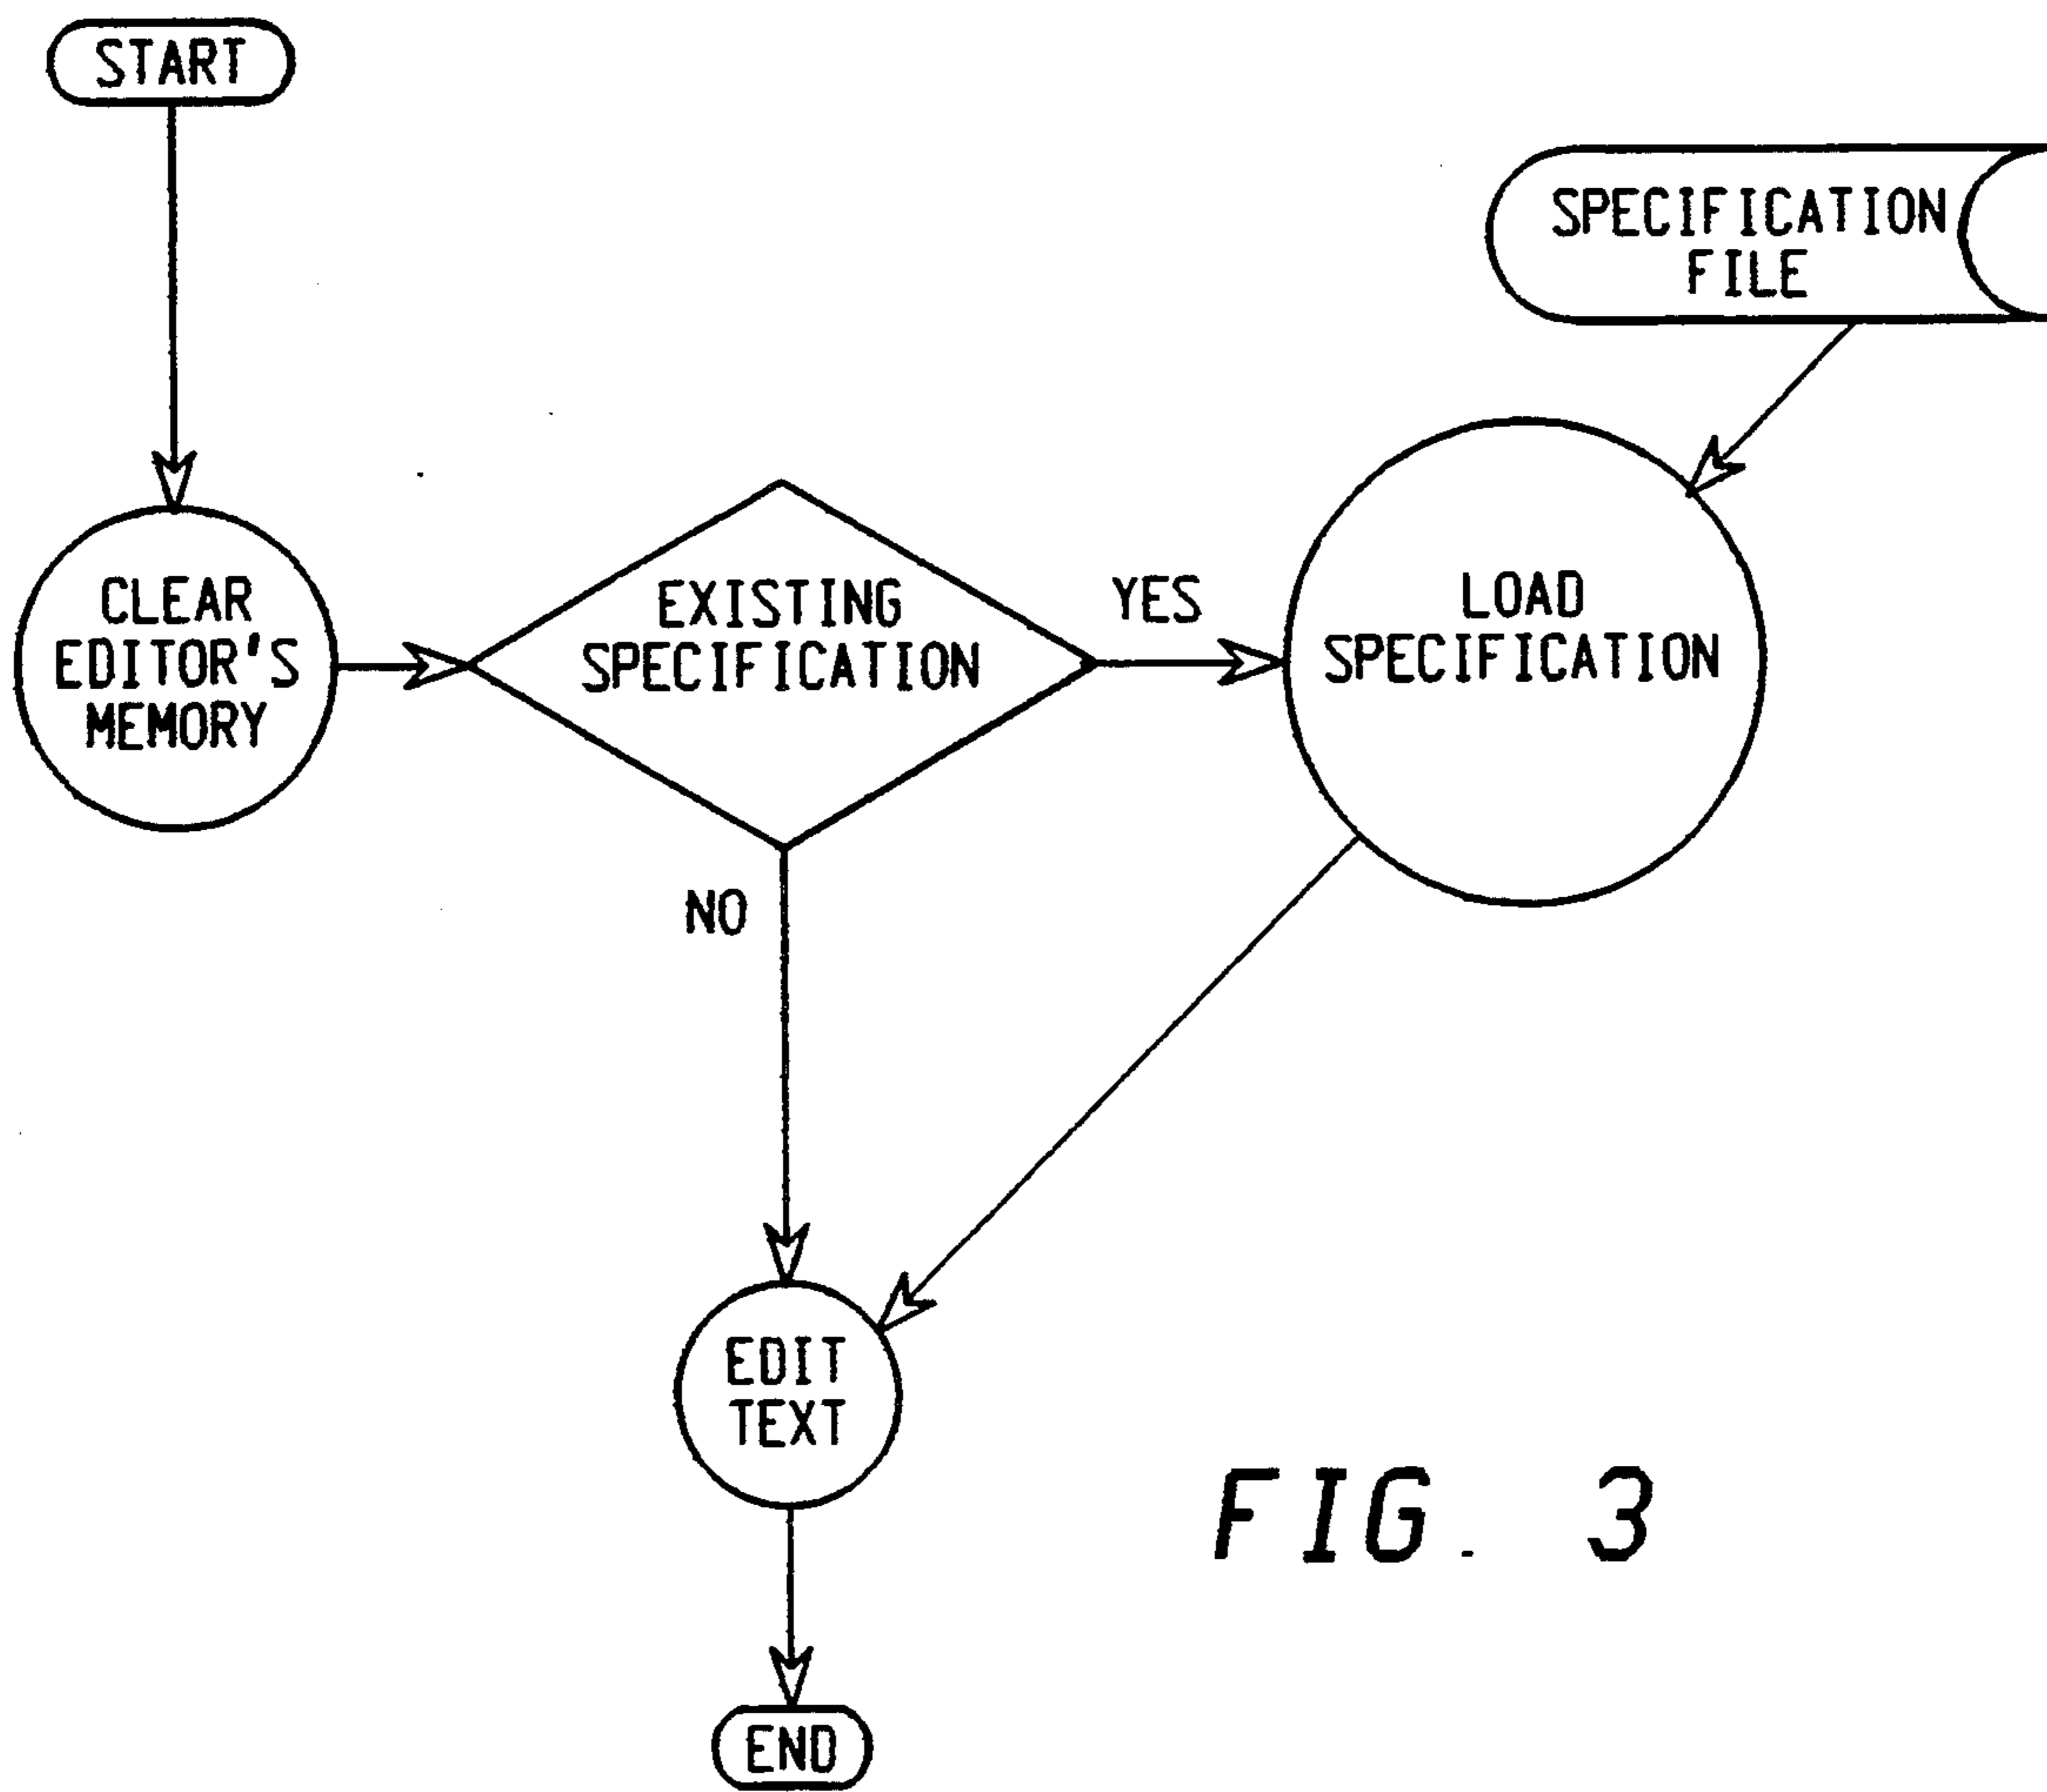 START
SPECIFICATION
FILE
CLEAR
EDITOR'S
MEMORY
EXISTING
SPECIFICATION
YES
LOAD
SPECIFICATION
NO
EDIT
TEXT
FIG. 3
END